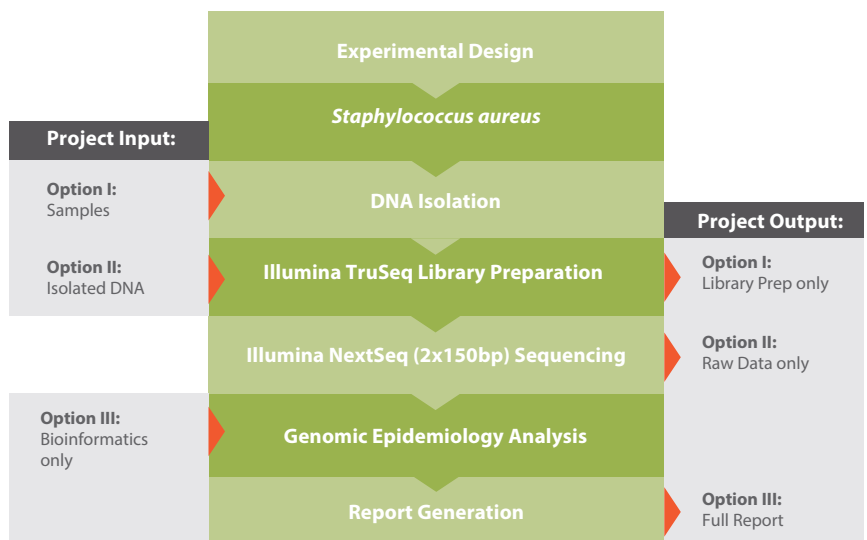 Experimental Design
Staphylococcus aureus
Project Input:
Option I:
Samples
DNA Isolation
Project Output:
Option II:
Isolated DNA
Illumina TruSeq Library Preparation
Option I:
Library Prep only
Illumina NextSeq (2x150bp) Sequencing
Option II:
Raw Data only
Option III:
Bioinformatics
only
Genomic Epidemiology Analysis
Report Generation
Option III:
Full Report